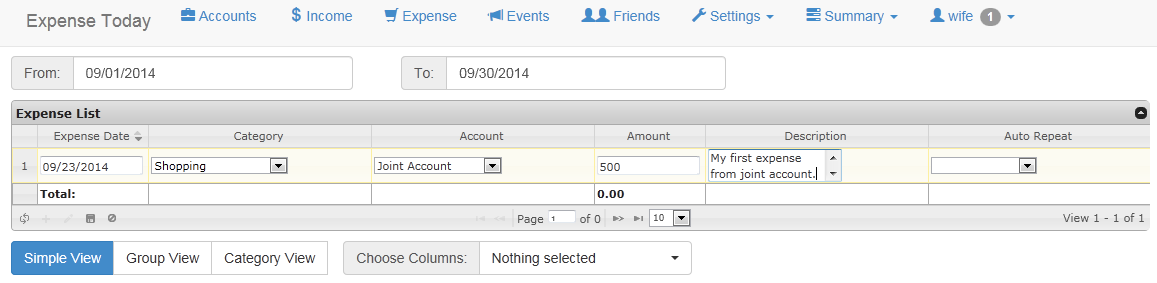 Expense Today Accounts Income Expense Events Friends Settings Summary wife 1
From: 09/01/2014 To: 09/30/2014
Expense List
Expense Date Category Account Amount Description Auto Repeat
1 09/23/2014 Shopping Joint Account 500 My first expense
from joint account.
Total: 0.00
Page 1 of 0 10 View 1 - 1 of 1
Simple View Group View Category View Choose Columns: Nothing selected